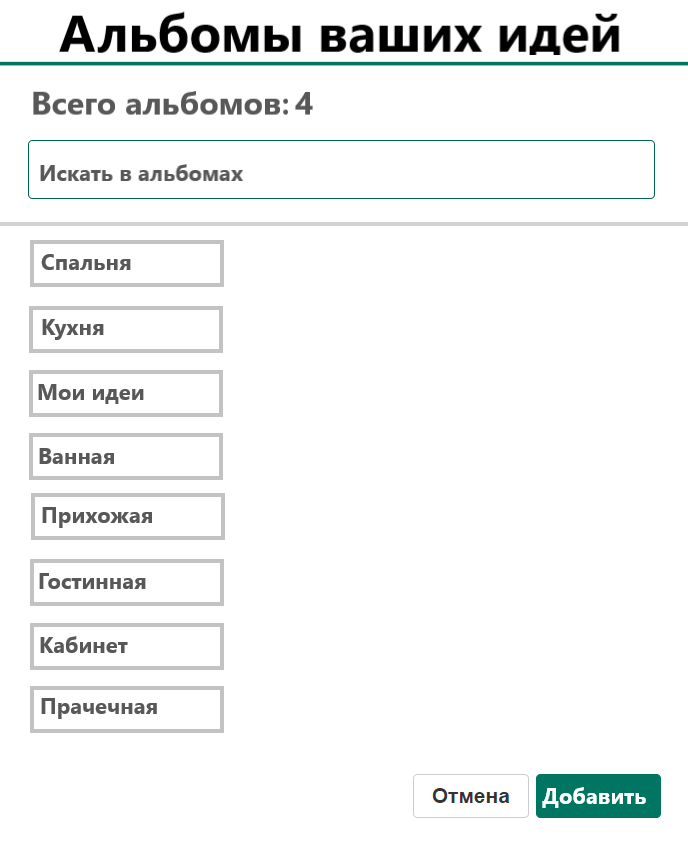 Альбомы ваших идей
Всего альбомов: 4
Искать в альбомах
Спальня
Кухня
Мои идеи
Ванная
Прихожая
Гостинная
Кабинет
Прачечная
Отмена Добавить